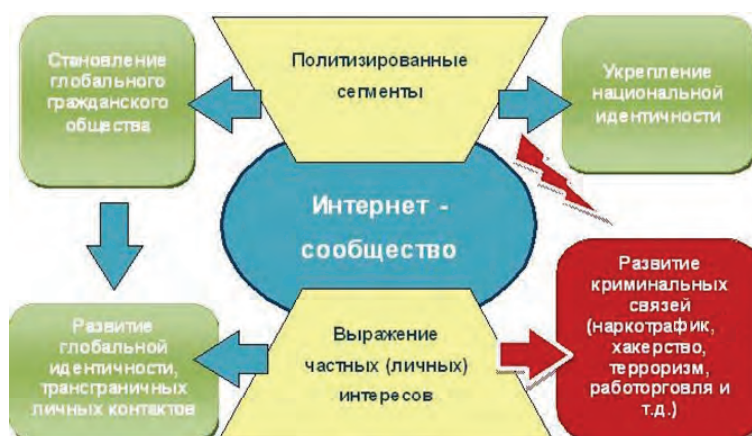 Становление
глобального
гражданского
общества
Политизированные
сегменты
Укрепление
национальной
идентичности
Интернет -
сообщество
Развитие
глобальной
идентичности,
трансграничных
личных контактов
Выражение
частных (личных)
интересов
Развитие
криминальных
связей
(наркотрафик,
хакерство,
терроризм,
работорговля и
т.д.)